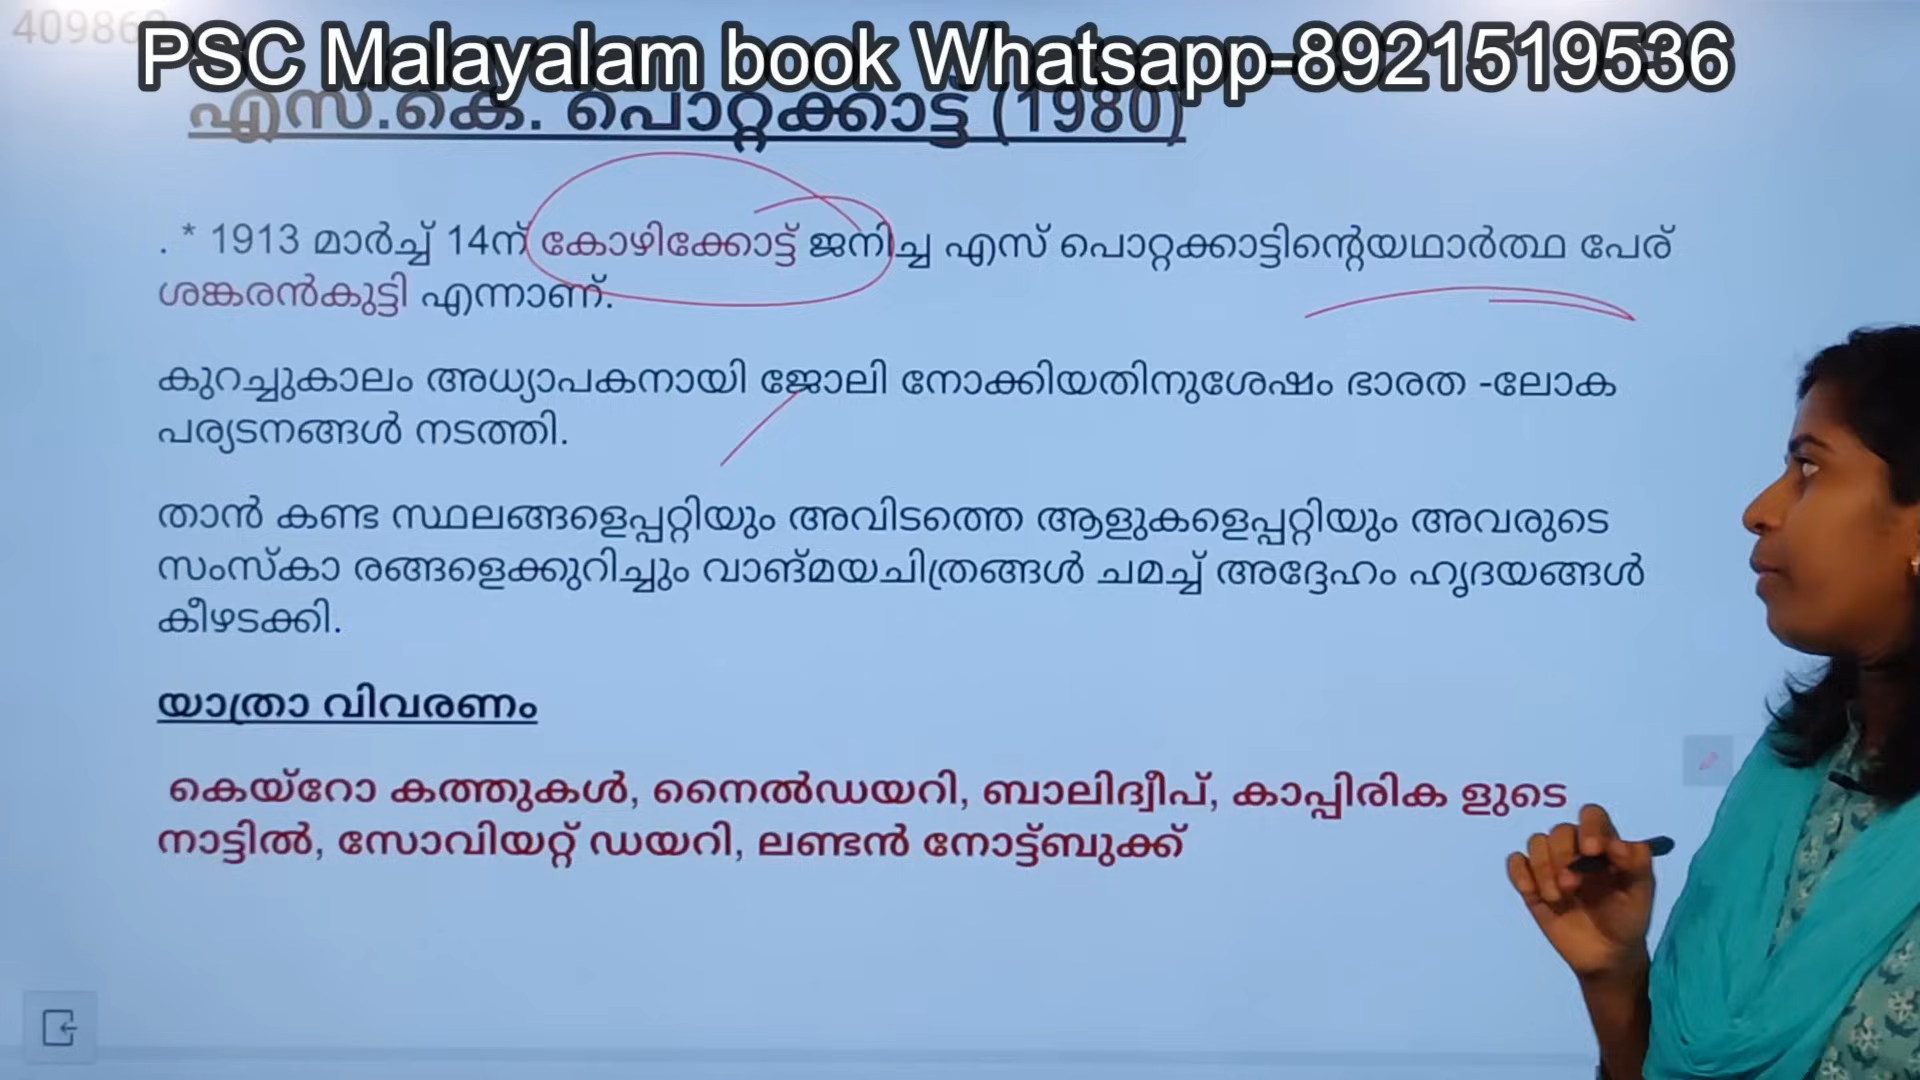 40986
PSC Malayalam book Whatsapp-8921519536
എസ്.കെ. പൊറ്റക്കാട്ട് (1980)
. * 1913 മാർച്ച് 14ന് കോഴിക്കോട്ട് ജനിച്ച എസ് പൊറ്റക്കാട്ടിന്റെയഥാർത്ഥ പേര്
ശങ്കരൻകുട്ടി എന്നാണ്.
കുറച്ചുകാലം അധ്യാപകനായി ജോലി നോക്കിയതിനുശേഷം ഭാരത -ലോക
പര്യടനങ്ങൾ നടത്തി.
താൻ കണ്ട സ്ഥലങ്ങളെപ്പറ്റിയും അവിടത്തെ ആളുകളെപ്പറ്റിയും അവരുടെ
സംസ്കാ രങ്ങളെക്കുറിച്ചും വാങ്മയചിത്രങ്ങൾ ചമച്ച് അദ്ദേഹം ഹൃദയങ്ങൾ
കീഴടക്കി.
യാത്രാ വിവരണം
കെയ്റോ കത്തുകൾ, നൈൽഡയറി, ബാലിദ്വീപ്, കാപ്പിരിക ളുടെ
നാട്ടിൽ, സോവിയറ്റ് ഡയറി, ലണ്ടൻ നോട്ട്ബുക്ക്